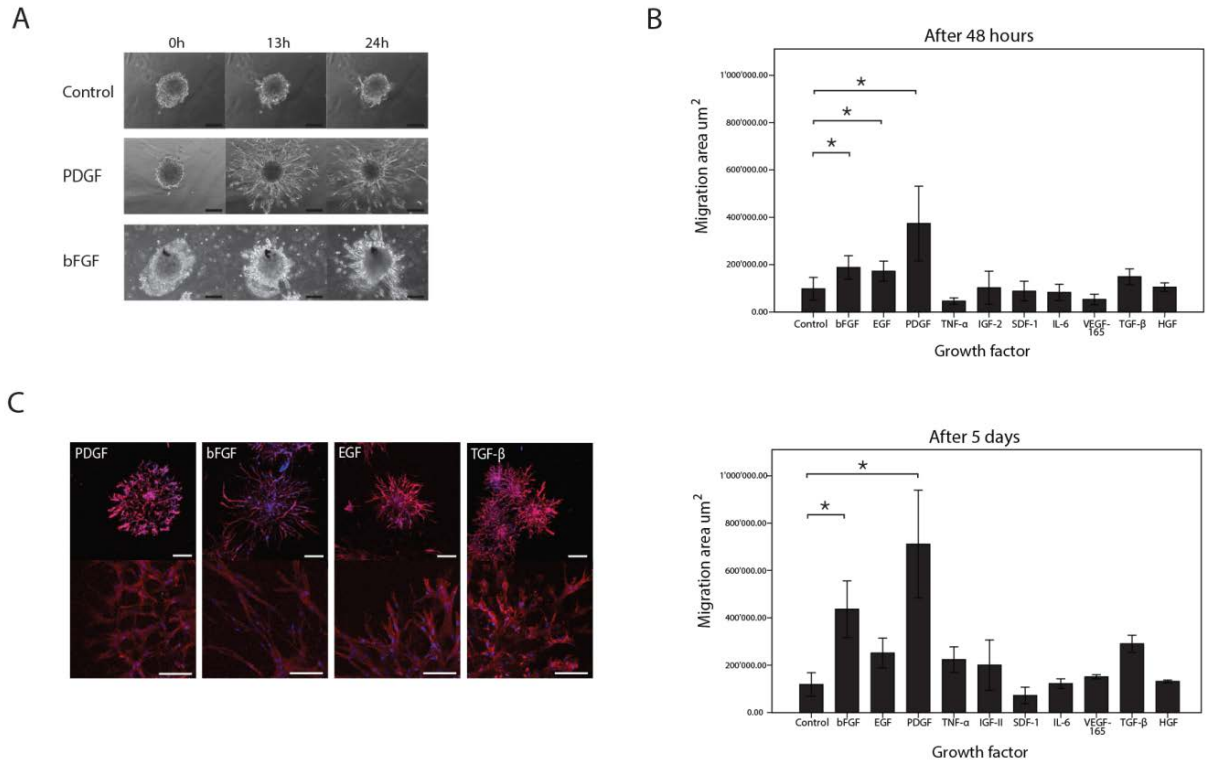 A
0h 13h 24h
Control
PDGF
bFGF
B
After 48 hours
Migration area um²
1'000'000.00
800'000.00
600'000.00
400'000.00
200'000.00
0.00
*
*
*
Control bFGF EGF PDGF TNF-α IGF-2 SDF-1 IL-6 VEGF- TGF-β HGF
165
Growth factor
C
PDGF bFGF EGF TGF-β
After 5 days
Migration area um²
1'000'000.00
800'000.00
600'000.00
400'000.00
200'000.00
0.00
*
*
Control bFGF EGF PDGF TNF-α IGF-II SDF-1 IL-6 VEGF- TGF-β HGF
165
Growth factor